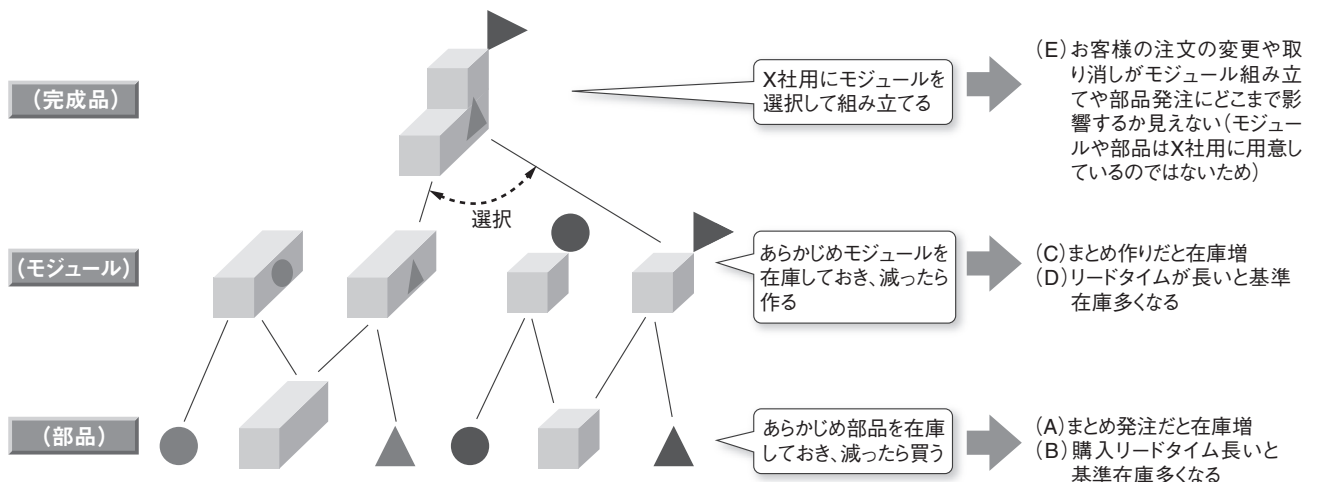 (完成品)
X社用にモジュールを
選択して組み立てる
(E)お客様の注文の変更や取
り消しがモジュール組み立
てや部品発注にどこまで影
響するか見えない(モジュー
ルや部品はX社用に用意し
ているのではないため)
選択
(モジュール)
あらかじめモジュールを
在庫しておき、減ったら
作る
(C)まとめ作りだと在庫増
(D)リードタイムが長いと基準
在庫多くなる
(部品)
あらかじめ部品を在庫
しておき、減ったら買う
(A)まとめ発注だと在庫増
(B)購入リードタイム長いと
基準在庫多くなる